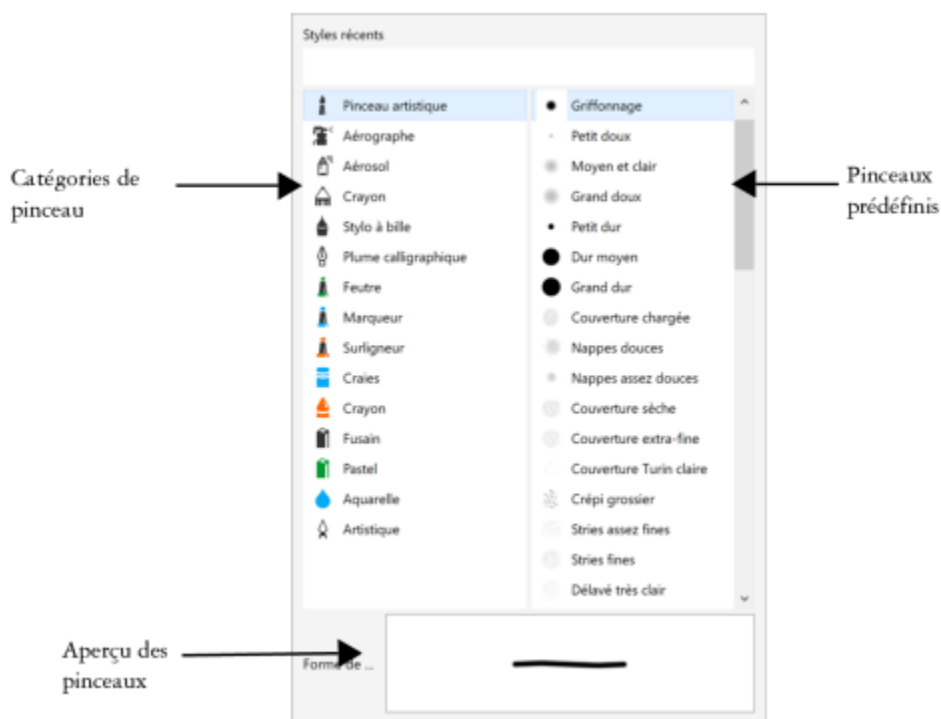 Styles récents
Pinceau artistique
Aérographe
Aérosol
Crayon
Stylo à bille
Plume calligraphique
Feutre
Marqueur
Surligneur
Craies
Crayon
Fusain
Pastel
Aquarelle
Artistique
Griffonnage
Petit doux
Moyen et clair
Grand doux
Petit dur
Dur moyen
Grand dur
Couverture chargée
Nappes douces
Nappes assez douces
Couverture sèche
Couverture extra-fine
Couverture Turin claire
Crépi grossier
Stries assez fines
Stries fines
Délavé très clair
Catégories de
pinceau
Pinceaux
prédéfinis
Aperçu des
pinceaux
Forme de ...